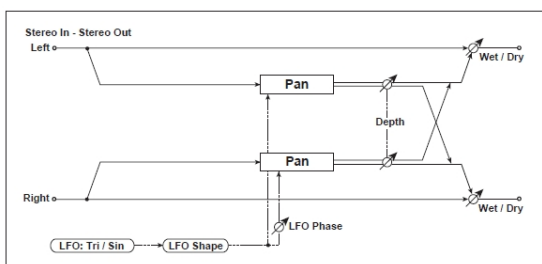 Stereo In - Stereo Out
Left
Wet / Dry
Pan
Depth
Pan
Right
Wet / Dry
LFO Phase
LFO: Tri / Sin
LFO Shape